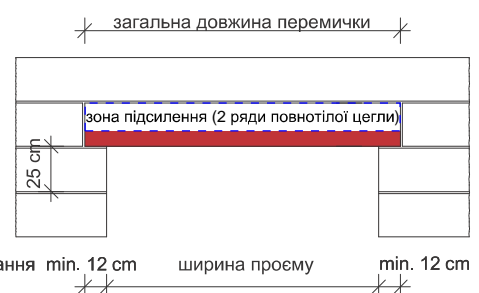 загальна довжина перемички
зона підсилення (2 ряди повнотілої цегли)
25 cm
ання min. 12 cm ширина проєму min. 12 cm